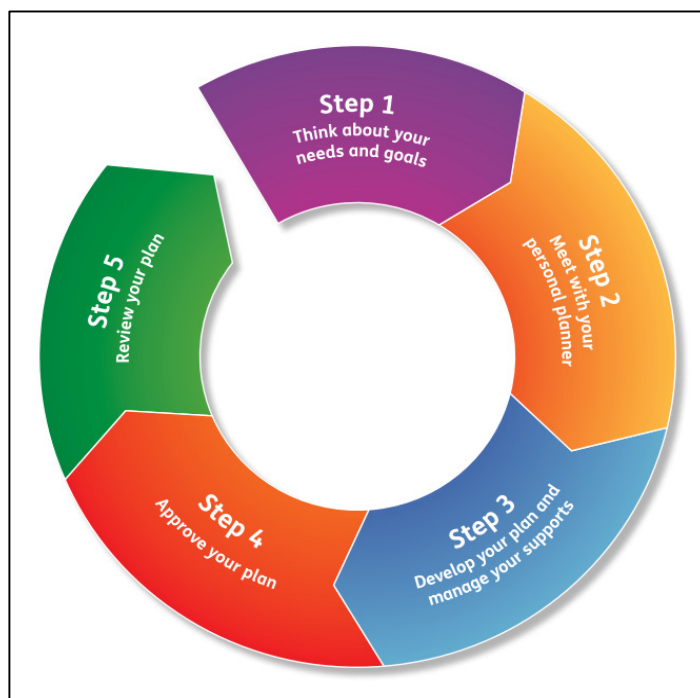 Step 1
Think about your
needs and goals
Step 2
Meet with your
personal planner
Step 3
Develop your plan and
manage your supports
Step 4
Approve your plan
Step 5
Review your plan